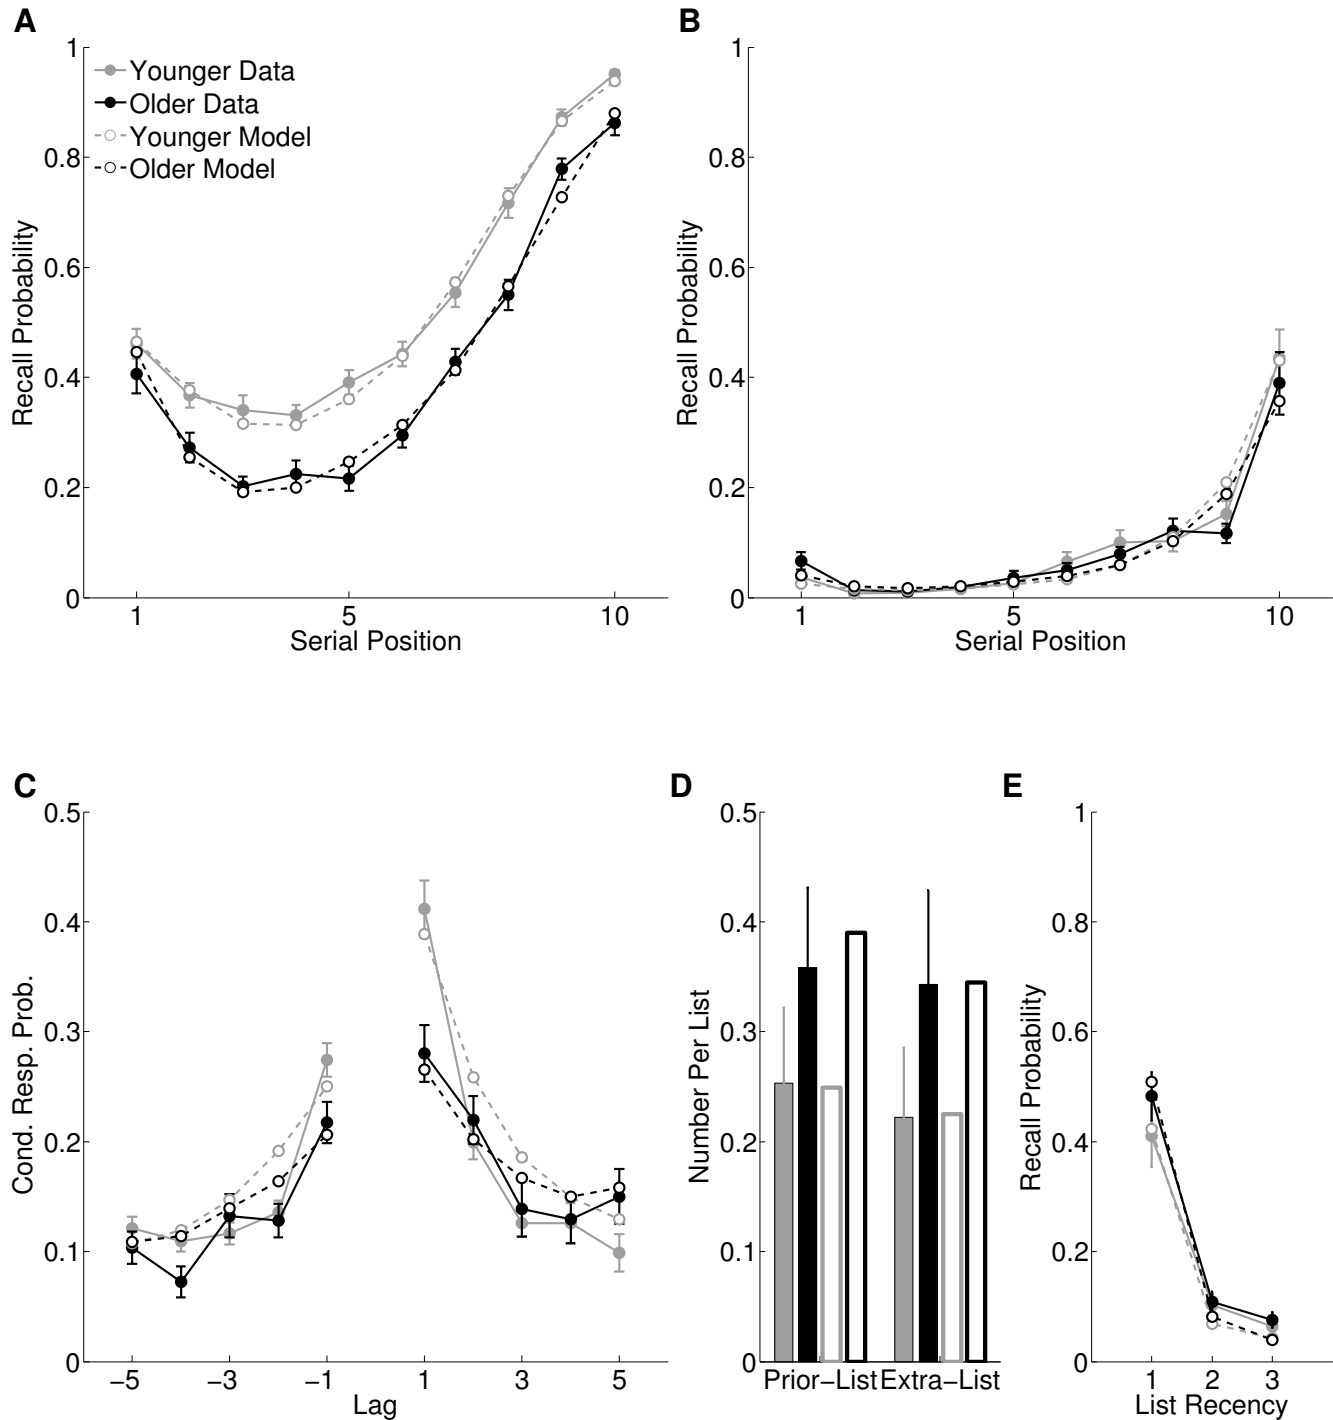 A
1
0.8
0.6
0.4
0.2
0
Recall Probability
Younger Data
Older Data
Younger Model
Older Model
1 5 10
Serial Position
B
1
0.8
0.6
0.4
0.2
0
Recall Probability
1 5 10
Serial Position
C
0.5
0.4
0.3
0.2
0.1
0
Cond. Resp. Prob.
−5 −3 −1 1 3 5
Lag
D
0.5
0.4
0.3
0.2
0.1
0
Number Per List
Prior−List Extra−List
E
1
0.8
0.6
0.4
0.2
0
Recall Probability
1 2 3
List Recency